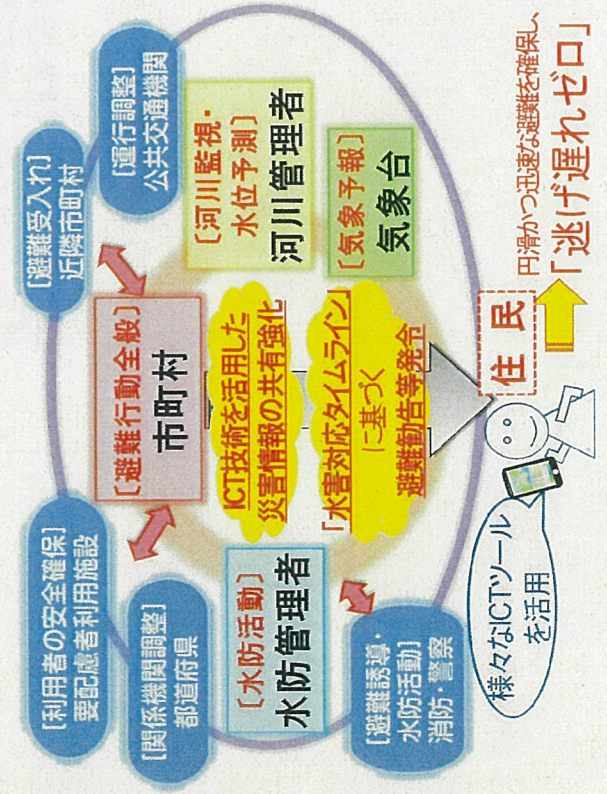 [利用者の安全確保]
要配慮者利用施設
[避難受入れ]
近隣市町村
[関係機関調整]
都道府県
[避難行動全般]
市町村
[運行調整]
公共交通機関
[水防活動]
水防管理者
ICT技術を活用した
災害情報の共有強化
[河川監視・
水位予測]
河川管理者
「水害対応タイムライン」
に基づく
避難勧告等発令
[気象予報]
気象台
[避難誘導・
水防活動]
消防・警察
様々なICTツール
を活用
住民
円滑かつ迅速な避難を確保し、
「逃げ遅れゼロ」